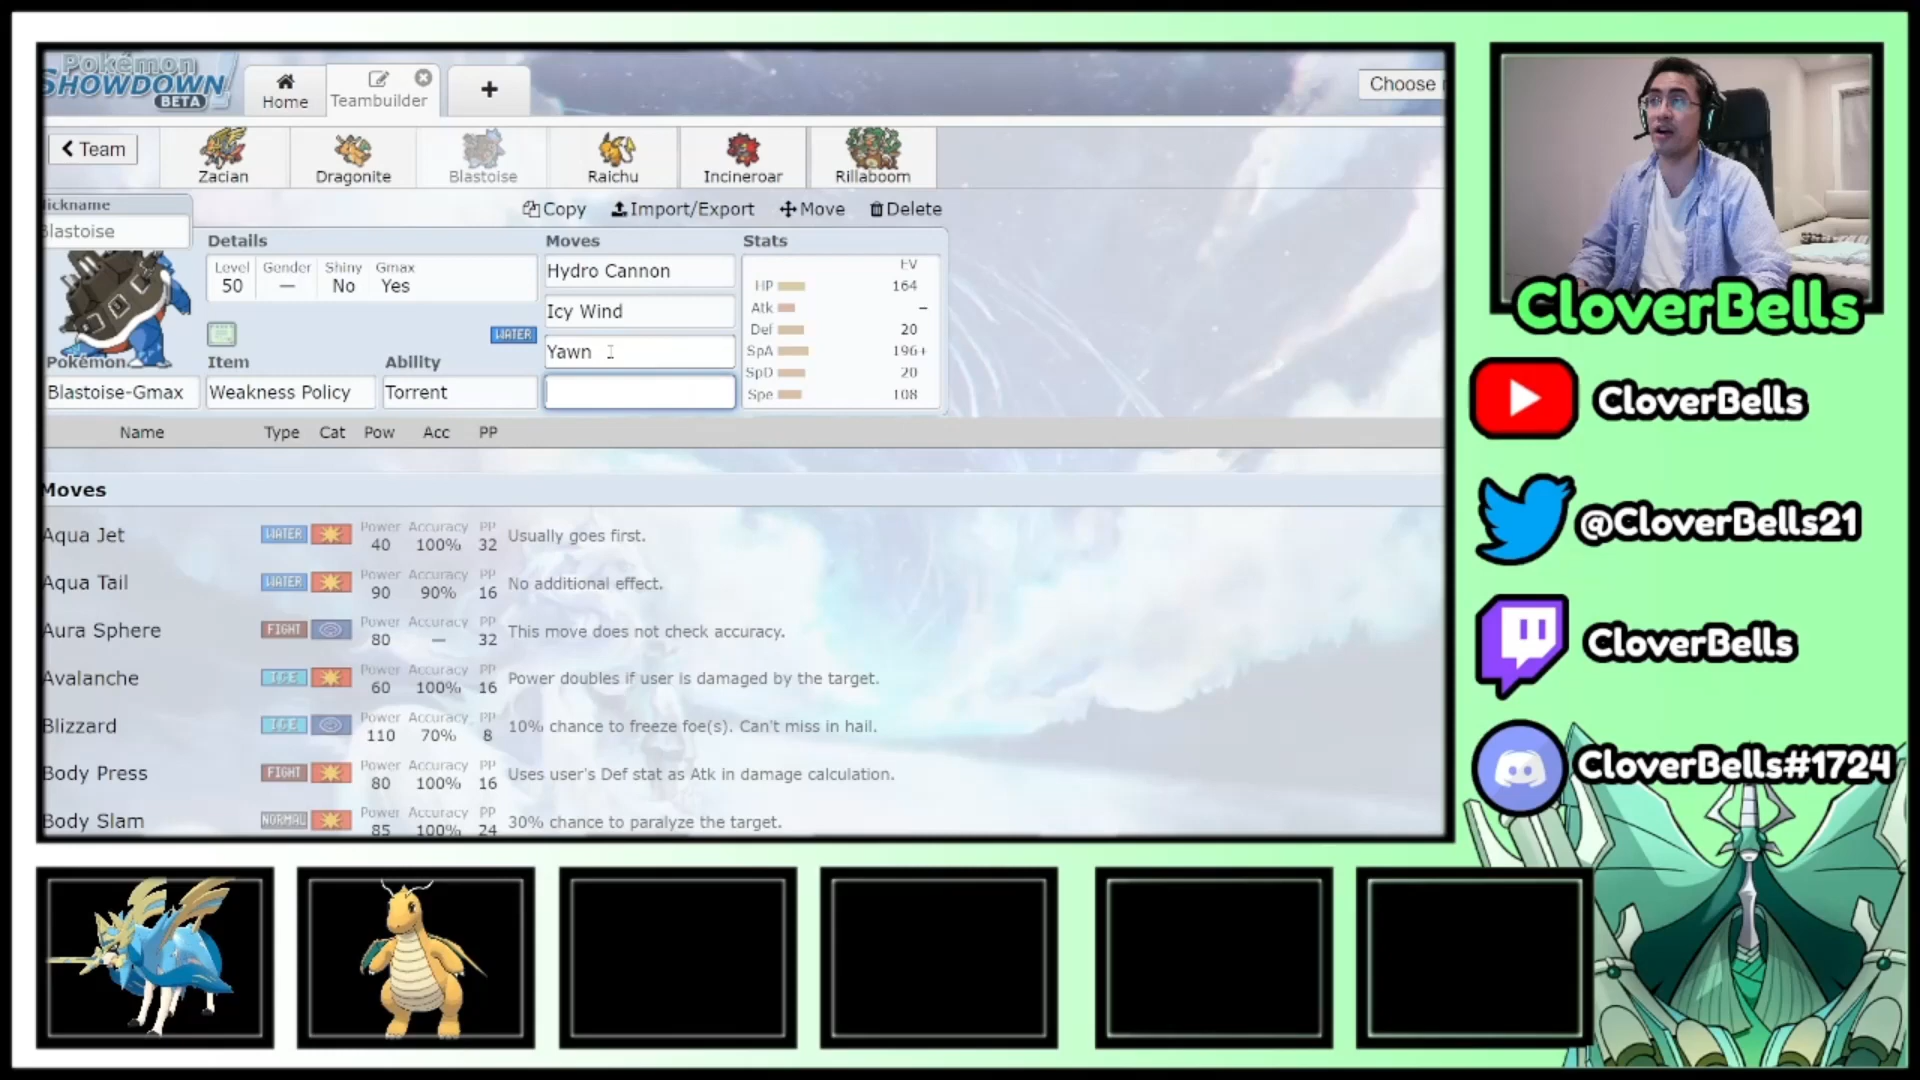 Pokémon
SHOWDOWN!
BETA
Home
Teambuilder
+
Choose
Team
Zacian
Dragonite
Blastoise
Raichu
Incineroar
Rillaboom
ickname
Blastoise
Copy
Import/Export
Move
Delete
Details
Level Gender Shiny Gmax
50 — No Yes
WATER
Pokémon Item Ability
Blastoise-Gmax Weakness Policy Torrent
Moves
Hydro Cannon
Icy Wind
Yawn
Stats
EV
HP 164
Atk –
Def 20
SpA 196+
SpD 20
Spe 108
Name Type Cat Pow Acc PP
Moves
Aqua Jet WATER Power 40 Accuracy 100% PP 32 Usually goes first.
Aqua Tail WATER Power 90 Accuracy 90% PP 16 No additional effect.
Aura Sphere FIGHT Power 80 Accuracy — PP 32 This move does not check accuracy.
Avalanche ICE Power 60 Accuracy 100% PP 16 Power doubles if user is damaged by the target.
Blizzard ICE Power 110 Accuracy 70% PP 8 10% chance to freeze foe(s). Can't miss in hail.
Body Press FIGHT Power 80 Accuracy 100% PP 16 Uses user's Def stat as Atk in damage calculation.
Body Slam NORMAL Power 85 Accuracy 100% PP 24 30% chance to paralyze the target.
CloverBells
CloverBells
@CloverBells21
CloverBells
CloverBells#1724